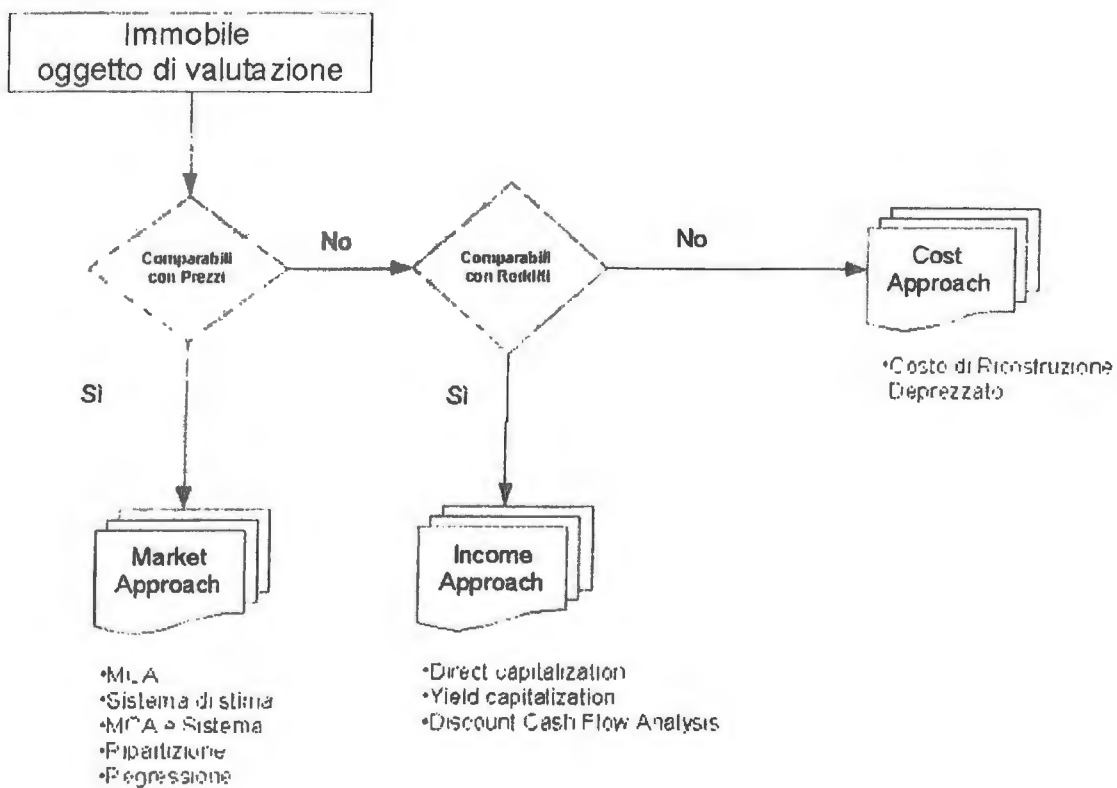 Immobile
oggetto di valutazione
Comparabili
con Prezzi
No
Comparabili
con Redditi
No
Cost
Approach
•Costo di Ricostruzione
Deprezzato
Sì
Sì
Market
Approach
Income
Approach
•MCA
•Sistema di stima
•MCA e Sistema
•Ripartizione
•Regressione
•Direct capitalization
•Yield capitalization
•Discount Cash Flow Analysis